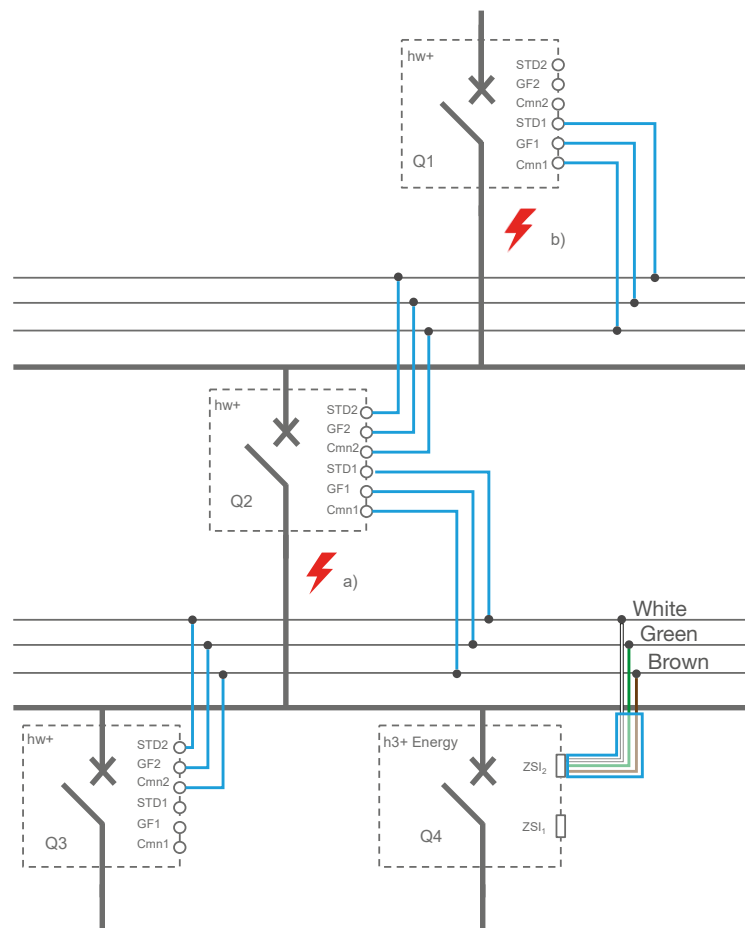 hw+
STD2
GF2
Cmn2
STD1
GF1
Cmn1
Q1
b)
hw+
STD2
GF2
Cmn2
STD1
GF1
Cmn1
Q2
a)
White
Green
Brown
hw+
STD2
GF2
Cmn2
STD1
GF1
Cmn1
Q3
h3+ Energy
ZSI2
ZSI1
Q4